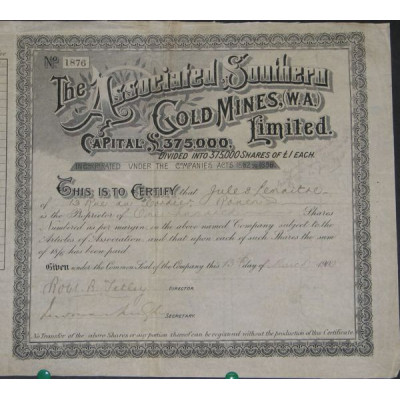 No 1876
The Associated Southern
Gold Mines, (W.A.)
Limited.
Capital, £375,000,
Divided into 375,000 Shares of £1 Each.
Incorporated under the Companies Acts
This is to Certify that Jules
of
is the Proprietor of One Shares
Numbered as per margin, in the above named Company subject to the
Articles of Association, and that upon each of such Shares the sum
of has been paid.
Given under the Common Seal of the Company this day of
Director
Secretary
No Transfer of the above Shares or any portion thereof can be registered without the production of this Certificate